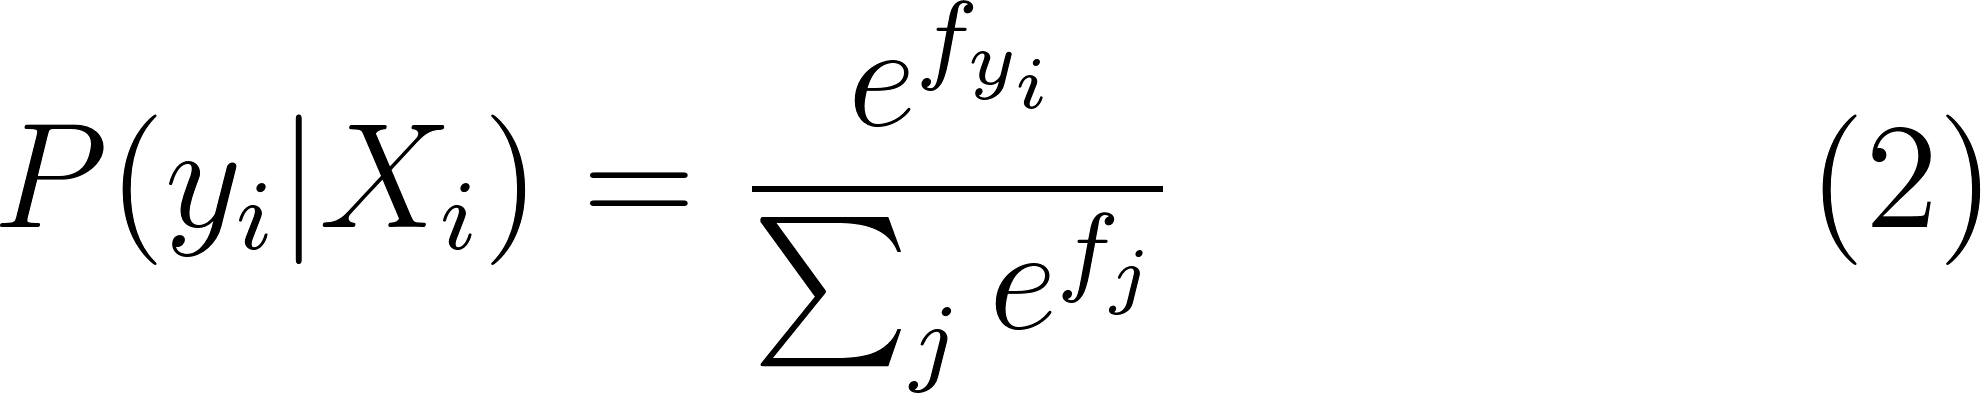 $P(y_i|X_i) = \frac{e^{f_{y_i}}}{\sum_j e^{f_j}}$ (2)